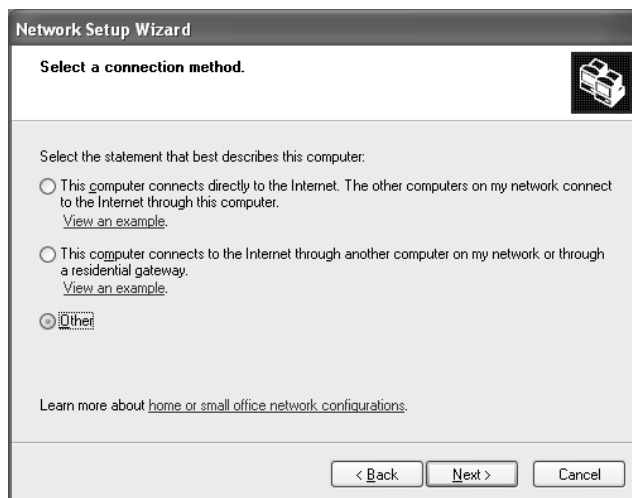 Network Setup Wizard
Select a connection method.
Select the statement that best describes this computer:
This computer connects directly to the Internet. The other computers on my network connect
to the Internet through this computer.
View an example.
This computer connects to the Internet through another computer on my network or through
a residential gateway.
View an example.
Other
Learn more about home or small office network configurations.
< Back Next > Cancel